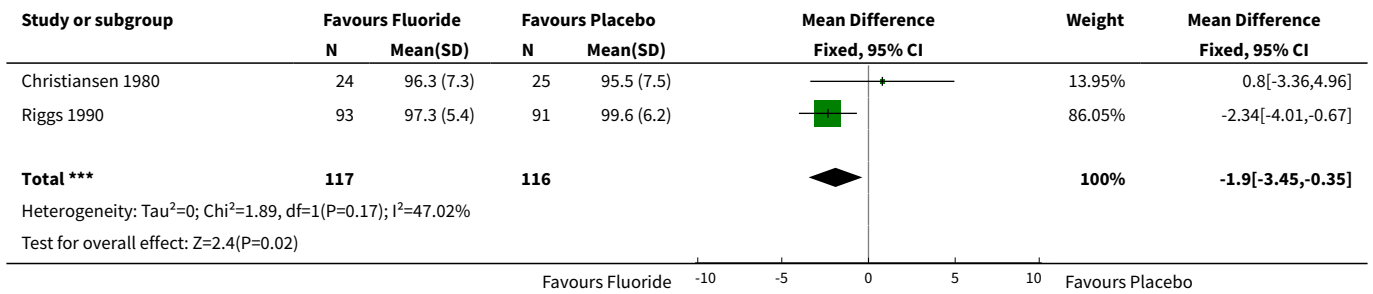 Study or subgroup Favours Fluoride Favours Placebo Mean Difference Weight Mean Difference
N Mean(SD) N Mean(SD) Fixed, 95% CI Fixed, 95% CI
Christiansen 1980 24 96.3 (7.3) 25 95.5 (7.5) 13.95% 0.8[-3.36,4.96]
Riggs 1990 93 97.3 (5.4) 91 99.6 (6.2) 86.05% -2.34[-4.01,-0.67]
Total *** 117 116 100% -1.9[-3.45,-0.35]
Heterogeneity: Tau²=0; Chi²=1.89, df=1(P=0.17); I²=47.02%
Test for overall effect: Z=2.4(P=0.02)
Favours Fluoride -10 -5 0 5 10 Favours Placebo